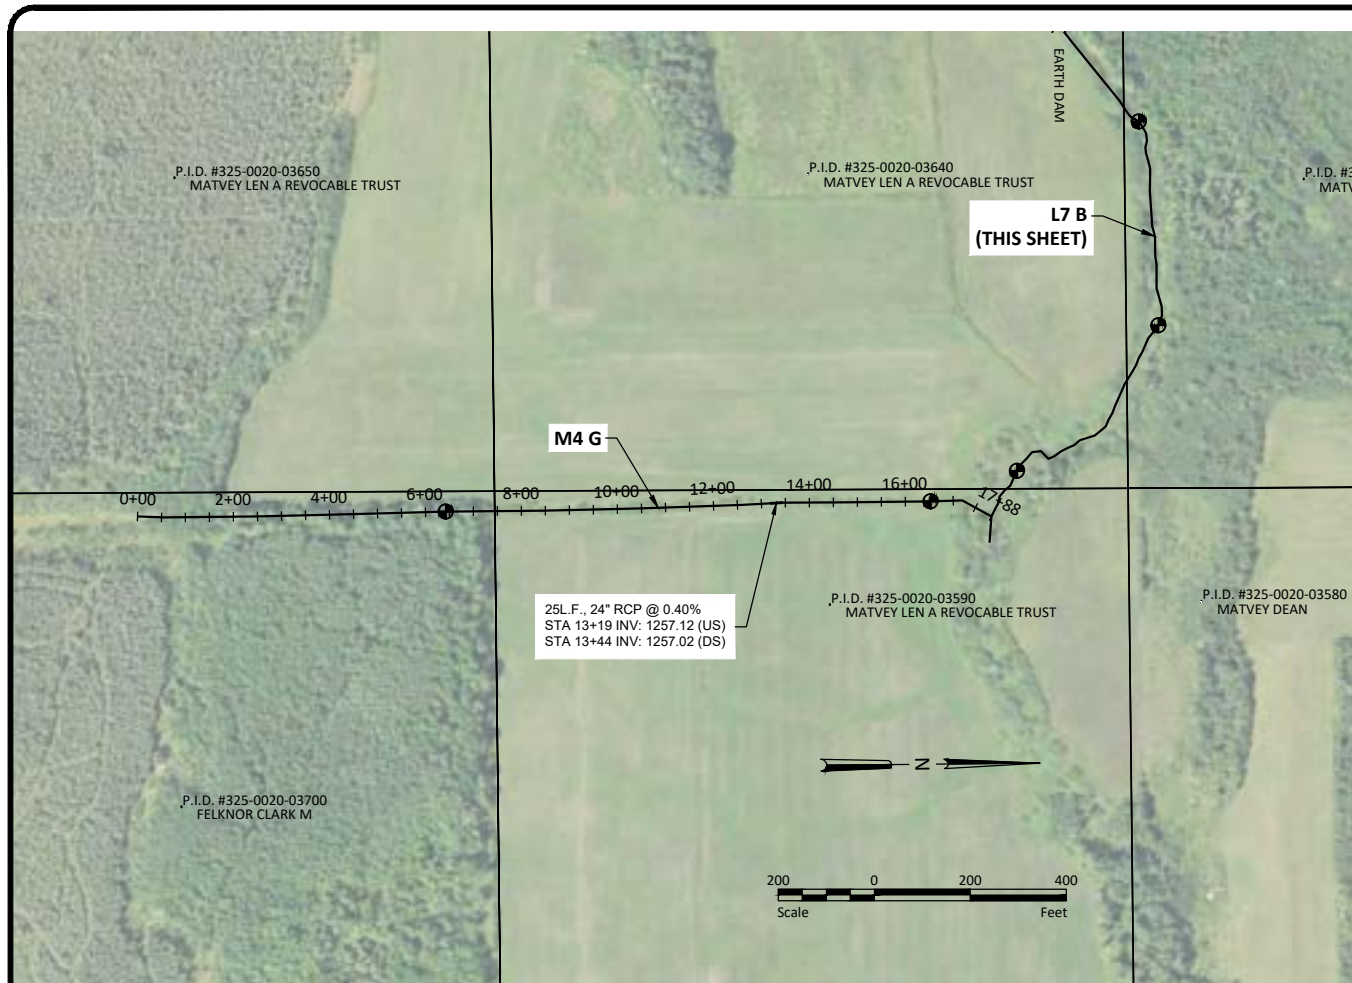 EARTH DAM
P.I.D. #325-0020-03650
MATVEY LEN A REVOCABLE TRUST
P.I.D. #325-0020-03640
MATVEY LEN A REVOCABLE TRUST
P.I.D. #3
MATV
L7 B
(THIS SHEET)
M4 G
0+00
2+00
4+00
6+00
8+00
10+00
12+00
14+00
16+00
17+88
25L.F., 24" RCP @ 0.40%
STA 13+19 INV: 1257.12 (US)
STA 13+44 INV: 1257.02 (DS)
P.I.D. #325-0020-03590
MATVEY LEN A REVOCABLE TRUST
P.I.D. #325-0020-03580
MATVEY DEAN
N
P.I.D. #325-0020-03700
FELKNOR CLARK M
200 0 200 400
Scale Feet